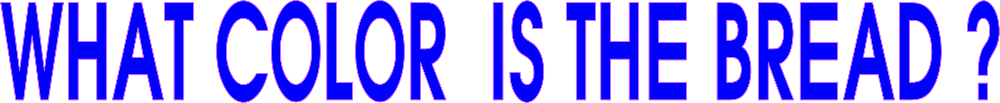 WHAT COLOR IS THE BREAD ?